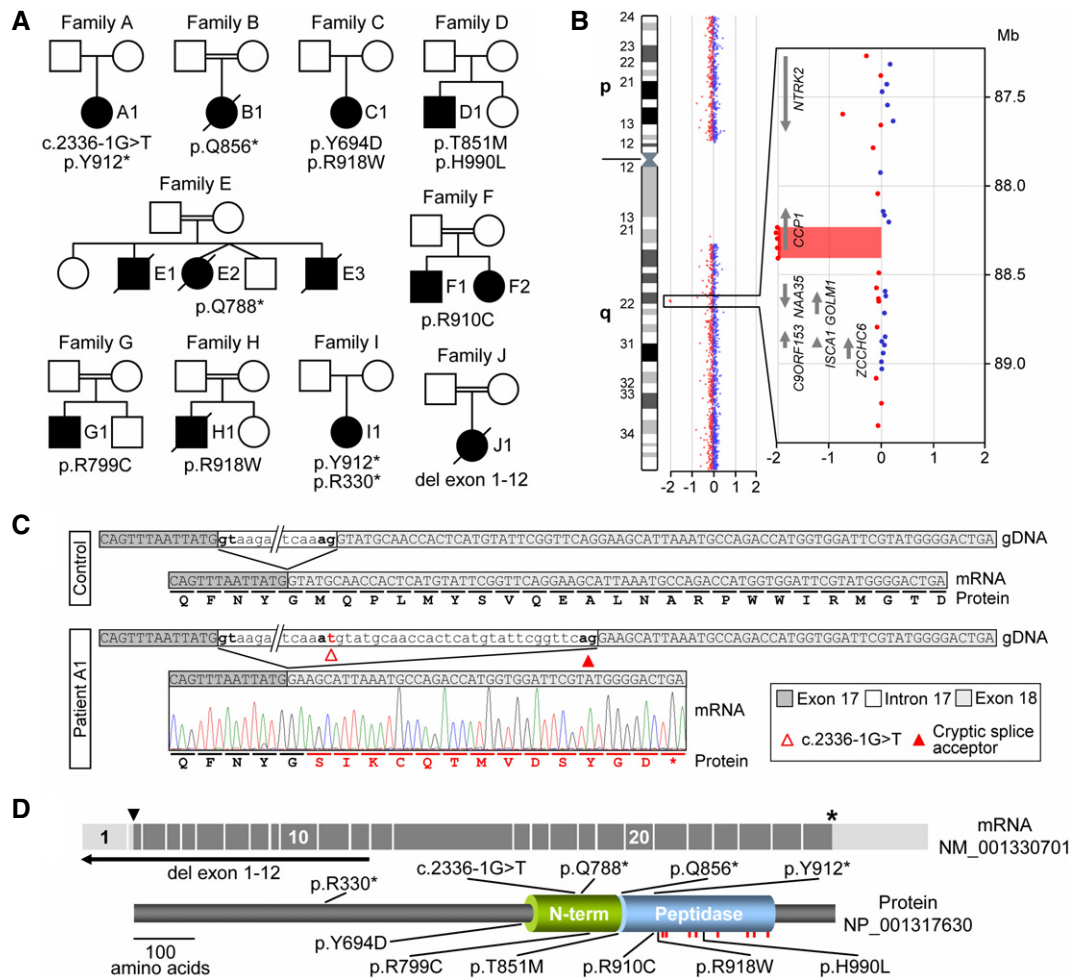 A
Family A
Family B
Family C
Family D
A1
B1
C1
D1
c.2336-1G>T
p.Y912*
p.Q856*
p.Y694D
p.R918W
p.T851M
p.H990L
Family E
Family F
E1
E2
E3
F1
F2
p.Q788*
p.R910C
Family G
Family H
Family I
Family J
G1
H1
I1
J1
p.R799C
p.R918W
p.Y912*
p.R330*
del exon 1-12
B
Mb
24
23
22
21
13
12
p
12
13
21
22
q
31
32
33
34
-2 -1 0 1 2
NTRK2
CCP1
NAA35
GOLM1
C9ORF153
ISCA1
ZCCHC6
87.5
88.0
88.5
89.0
-2 -1 0 1 2
C
Control
CAGTTTAATTATGgtaagatcaaagGTATGCAACCACTCATGTATTCGGTTCAGGAAGCATTAAATGCCAGACCATGGTGGATTCGTATGGGGACTGA gDNA
CAGTTTAATTATGGTATGCAACCACTCATGTATTCGGTTCAGGAAGCATTAAATGCCAGACCATGGTGGATTCGTATGGGGACTGA mRNA
Q F N Y G M Q P L M Y S V Q E A L N A R P W W I R M G T D Protein
Patient A1
CAGTTTAATTATGgtaagatcaaatgtatgcaaccactcatgtattcggttcagGAAGCATTAAATGCCAGACCATGGTGGATTCGTATGGGGACTGA gDNA
CAGTTTAATTATGGAAGCATTAAATGCCAGACCATGGTGGATTCGTATGGGGACTGA
mRNA
Q F N Y G S I K C Q T M V D S Y G D * Protein
Exon 17 Intron 17 Exon 18
c.2336-1G>T Cryptic splice acceptor
D
1 10 20 *
mRNA
NM_001330701
del exon 1-12
c.2336-1G>T
p.Q788*
p.Q856*
p.Y912*
p.R330*
N-term Peptidase
Protein
NP_001317630
100
amino acids
p.Y694D
p.R799C
p.T851M
p.R910C
p.R918W
p.H990L